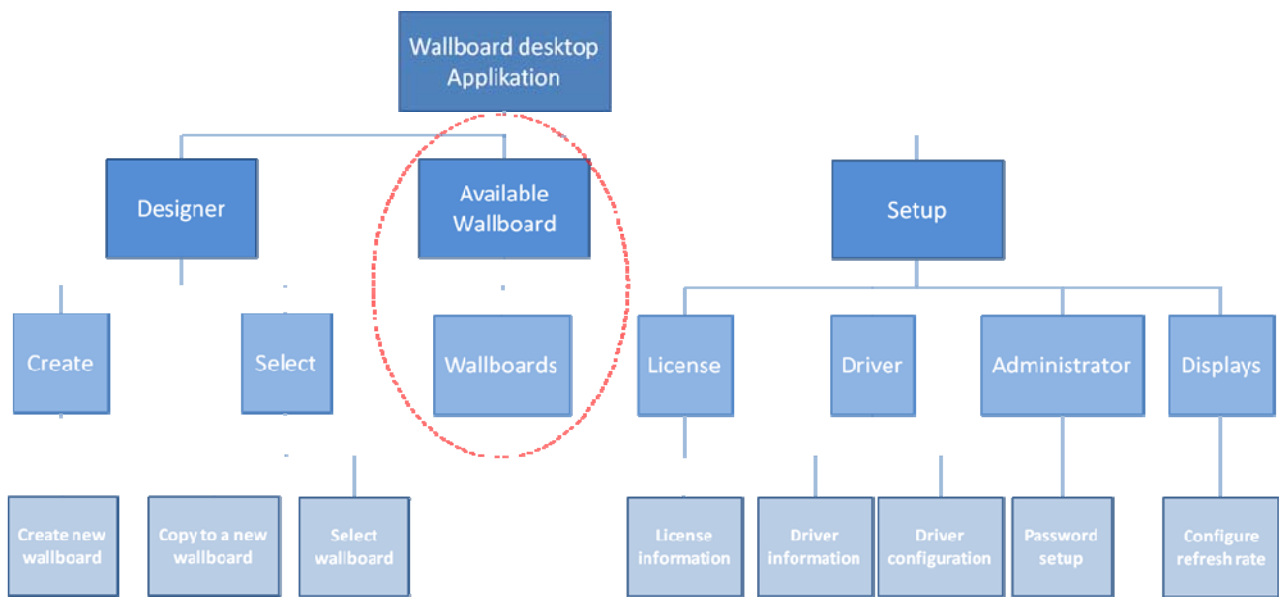 Wallboard desktop
Applikation
Designer
Available
Wallboard
Setup
Create
Select
Wallboards
License
Driver
Administrator
Displays
Create new
wallboard
Copy to a new
wallboard
Select
wallboard
License
information
Driver
information
Driver
configuration
Password
setup
Configure
refresh rate